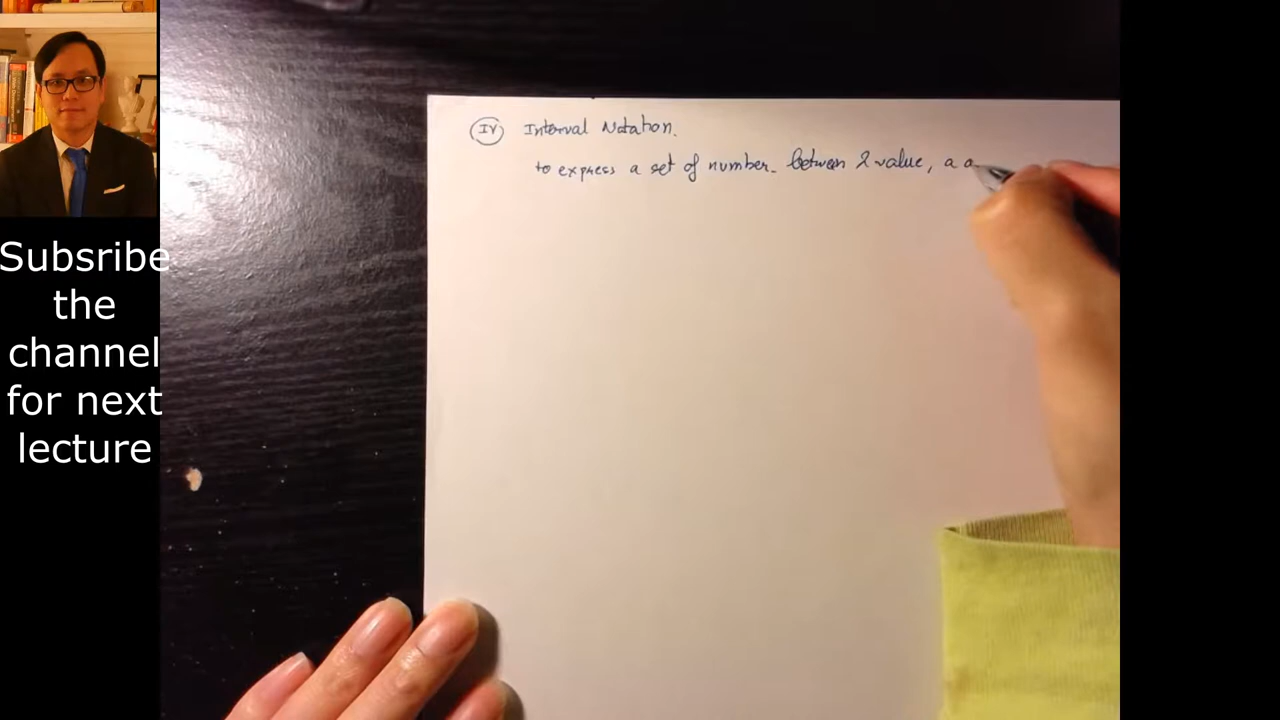 Subsribe
the
channel
for next
lecture
IV Interval Notation.
to express a set of number. between 2 value, a a